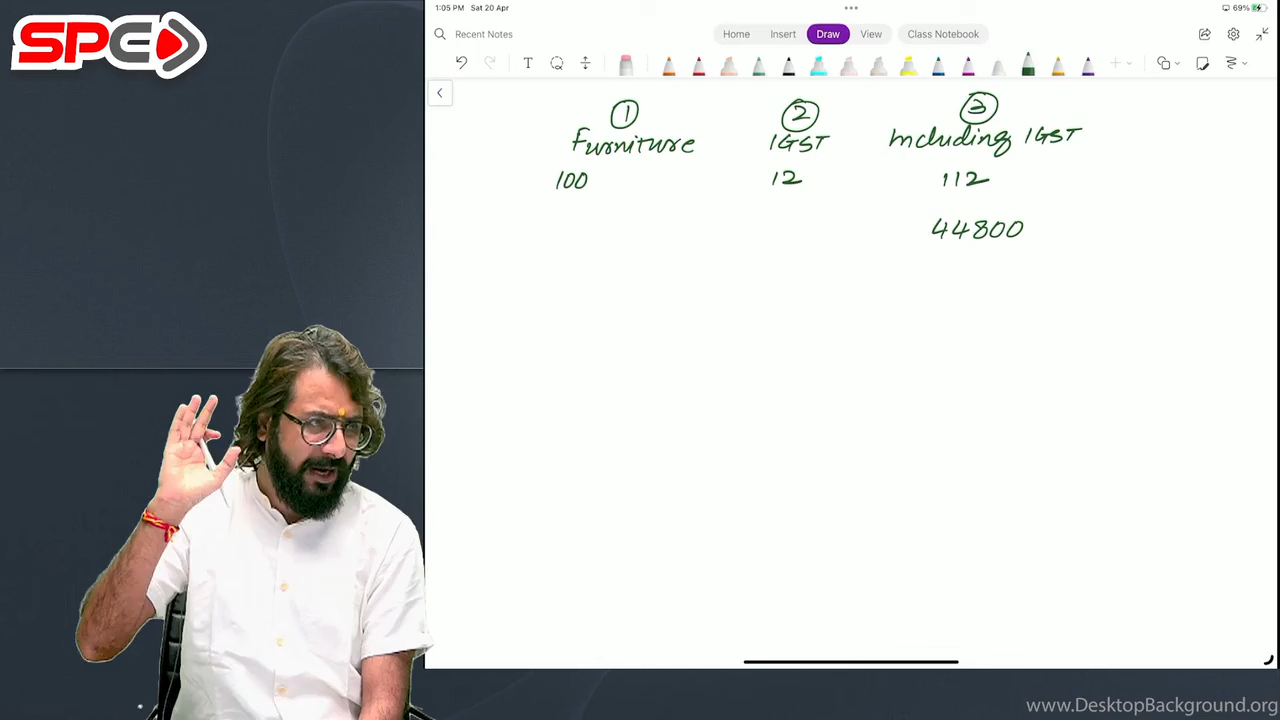 SPC
1:05 PM Sat 20 Apr
69%
Recent Notes
Home Insert Draw View Class Notebook
T
1 2 3
Furniture IGST Including IGST
100 12 112
44800
www.DesktopBackground.org